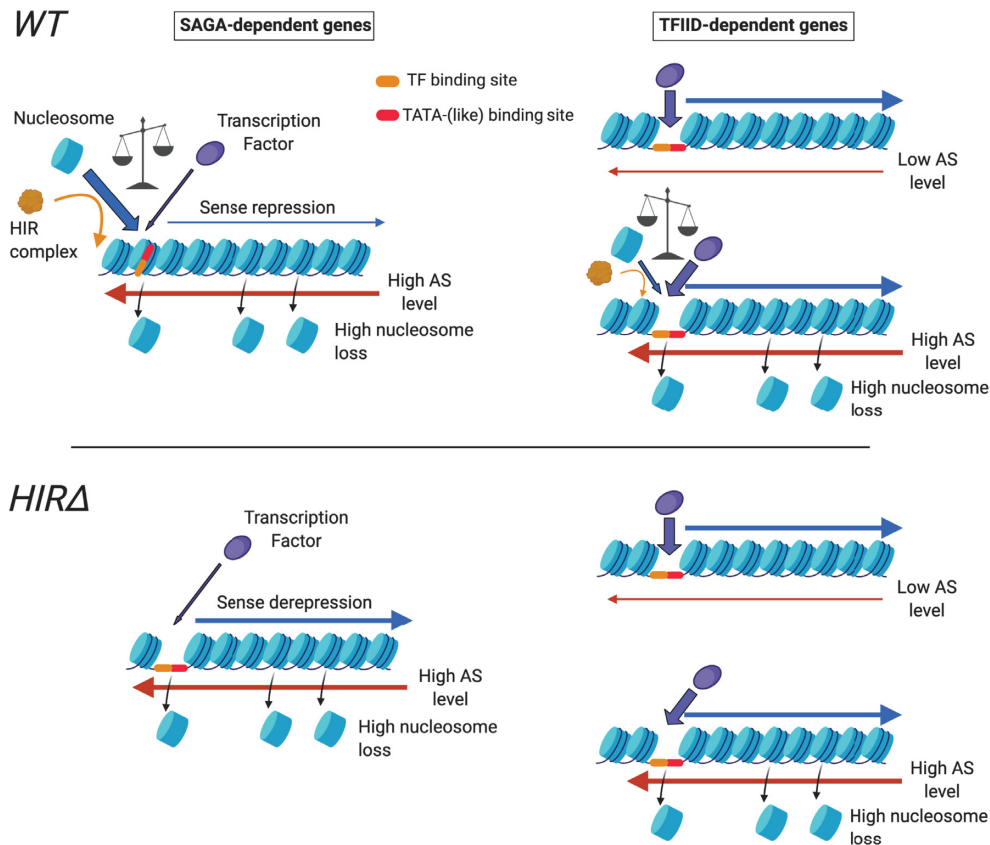 WT
SAGA-dependent genes
TFIID-dependent genes
TF binding site
TATA-(like) binding site
Nucleosome
Transcription
Factor
HIR
complex
Sense repression
High AS
level
High nucleosome
loss
Low AS
level
High AS
level
High nucleosome
loss
HIRΔ
Transcription
Factor
Sense derepression
High AS
level
High nucleosome
loss
Low AS
level
High AS
level
High nucleosome
loss